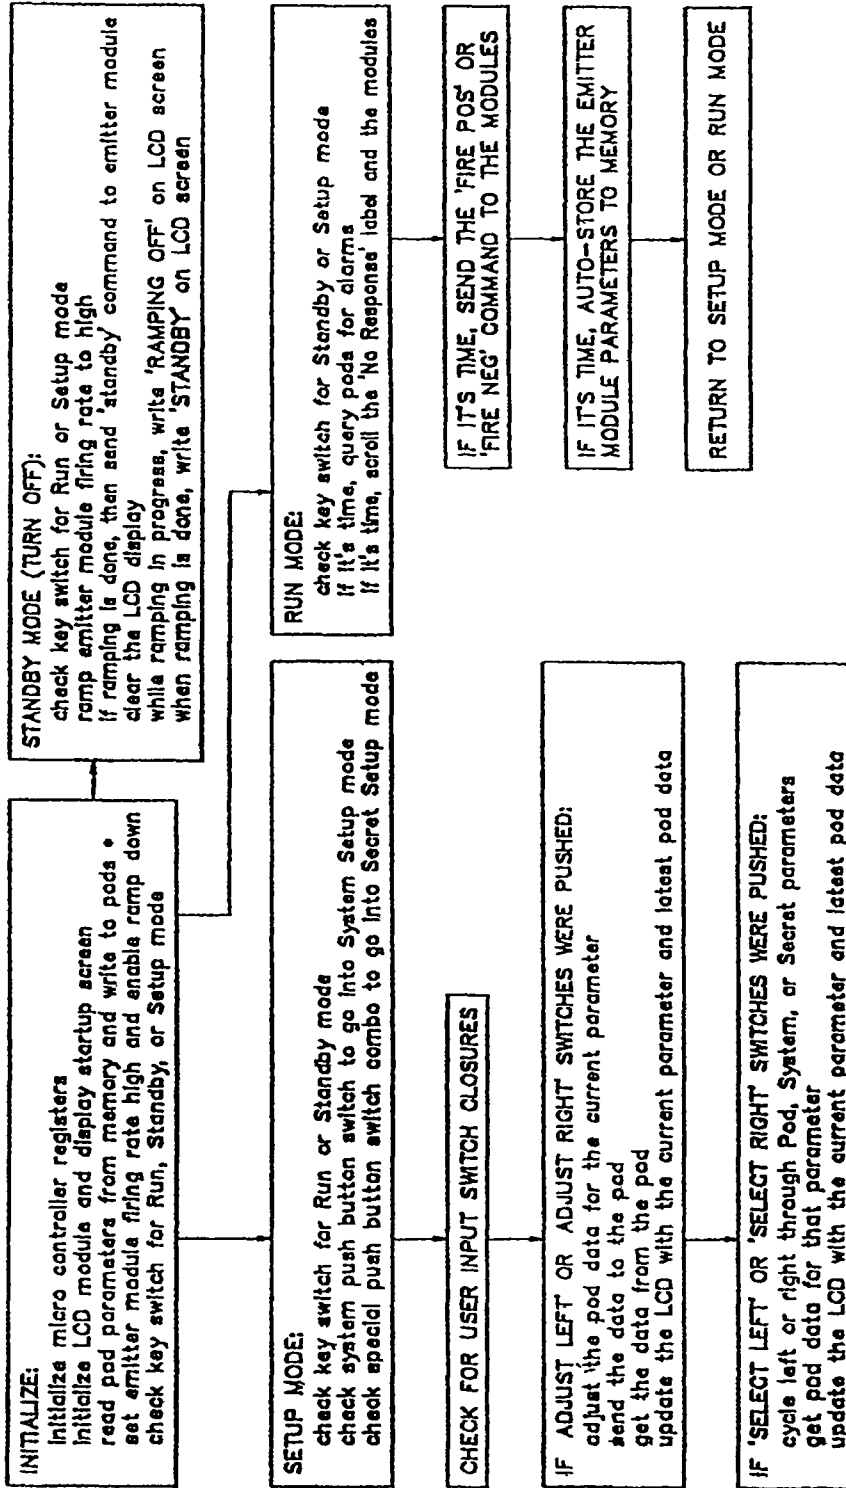 INITIALIZE:
Initialize micro controller registers
Initialize LCD module and display startup screen
read pod parameters from memory and write to pods •
set emitter module firing rate high and enable ramp down
check key switch for Run, Standby, or Setup mode
STANDBY MODE (TURN OFF):
check key switch for Run or Setup mode
ramp emitter module firing rate to high
If ramping is done, then send 'standby' command to emitter module
clear the LCD display
while ramping in progress, write 'RAMPING OFF' on LCD screen
when ramping is done, write 'STANDBY' on LCD screen
SETUP MODE:
check key switch for Run or Standby mode
check system push button switch to go into System Setup mode
check special push button switch combo to go into Secret Setup mode
RUN MODE:
check key switch for Standby or Setup mode
If it's time, query pods for alarms
If it's time, scroll the 'No Response' label and the modules
CHECK FOR USER INPUT SWITCH CLOSURES
IF IT'S TIME, SEND THE 'FIRE POS' OR
'FIRE NEG' COMMAND TO THE MODULES
IF ADJUST LEFT OR ADJUST RIGHT SWITCHES WERE PUSHED:
adjust the pod data for the current parameter
send the data to the pod
get the data from the pod
update the LCD with the current parameter and latest pod data
IF IT'S TIME, AUTO-STORE THE EMITTER
MODULE PARAMETERS TO MEMORY
RETURN TO SETUP MODE OR RUN MODE
IF 'SELECT LEFT' OR 'SELECT RIGHT' SWITCHES WERE PUSHED:
cycle left or right through Pod, System, or Secret parameters
get pod data for that parameter
update the LCD with the current parameter and latest pod data